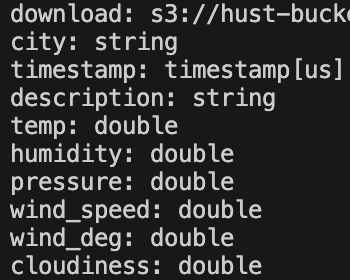 download: s3://hust-buck
city: string
timestamp: timestamp[us]
description: string
temp: double
humidity: double
pressure: double
wind_speed: double
wind_deg: double
cloudiness: double